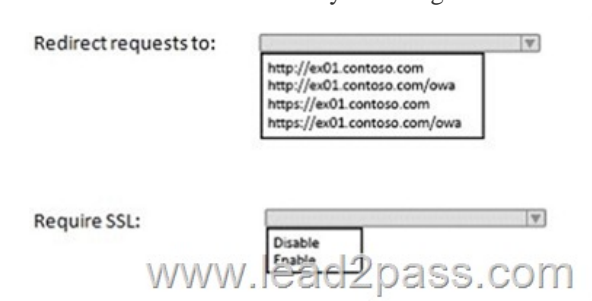 Redirect requests to:
http://ex01.contoso.com
http://ex01.contoso.com/owa
https://ex01.contoso.com
https://ex01.contoso.com/owa
Require SSL:
Disable
Enable
www.lead2pass.com